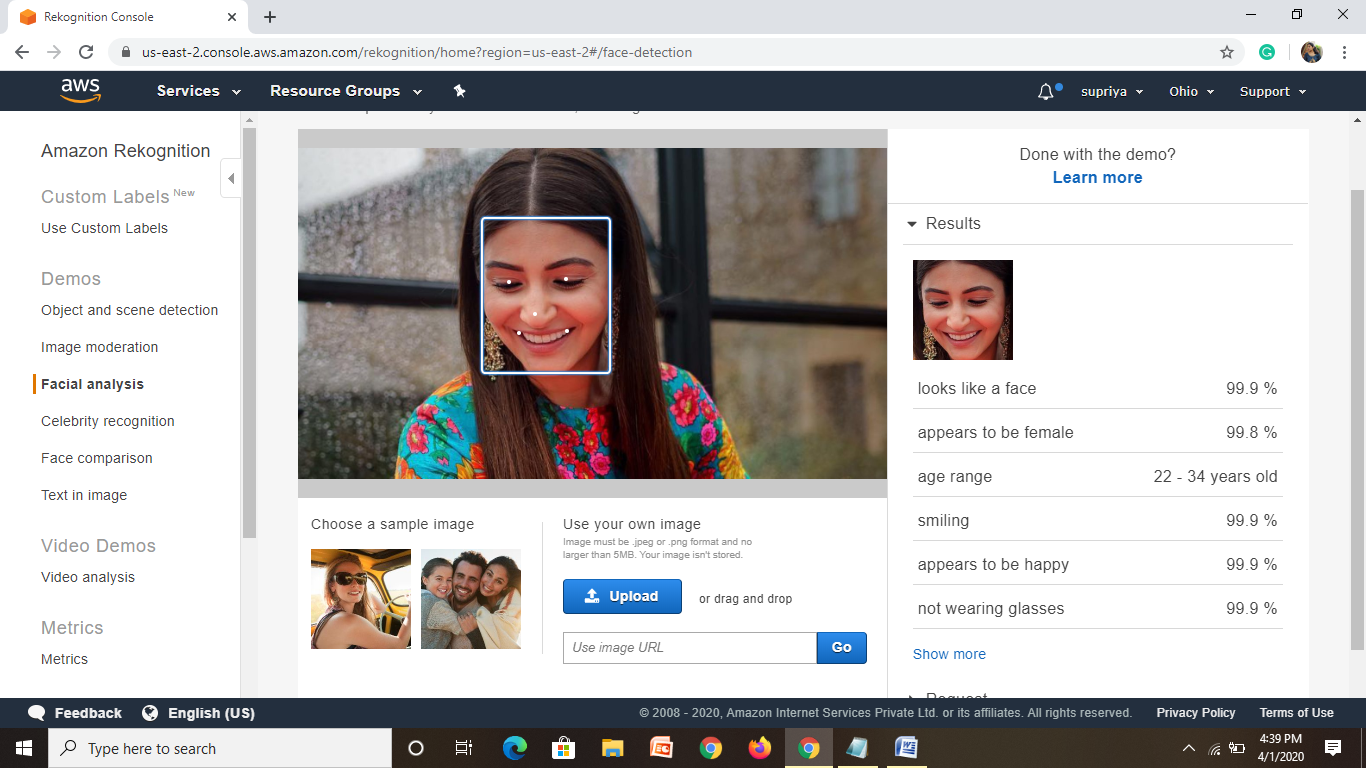 Rekognition Console
us-east-2.console.aws.amazon.com/rekognition/home?region=us-east-2#/face-detection
aws
Services
Resource Groups
supriya
Ohio
Support
Amazon Rekognition
Custom Labels New
Use Custom Labels
Demos
Object and scene detection
Image moderation
Facial analysis
Celebrity recognition
Face comparison
Text in image
Video Demos
Video analysis
Metrics
Metrics
Choose a sample image
Use your own image
Image must be .jpeg or .png format and no
larger than 5MB. Your image isn't stored.
Upload
or drag and drop
Use image URL
Go
Done with the demo?
Learn more
Results
looks like a face 99.9 %
appears to be female 99.8 %
age range 22 - 34 years old
smiling 99.9 %
appears to be happy 99.9 %
not wearing glasses 99.9 %
Show more
Request
Feedback
English (US)
© 2008 - 2020, Amazon Internet Services Private Ltd. or its affiliates. All rights reserved.
Privacy Policy
Terms of Use
Type here to search
4:39 PM
4/1/2020